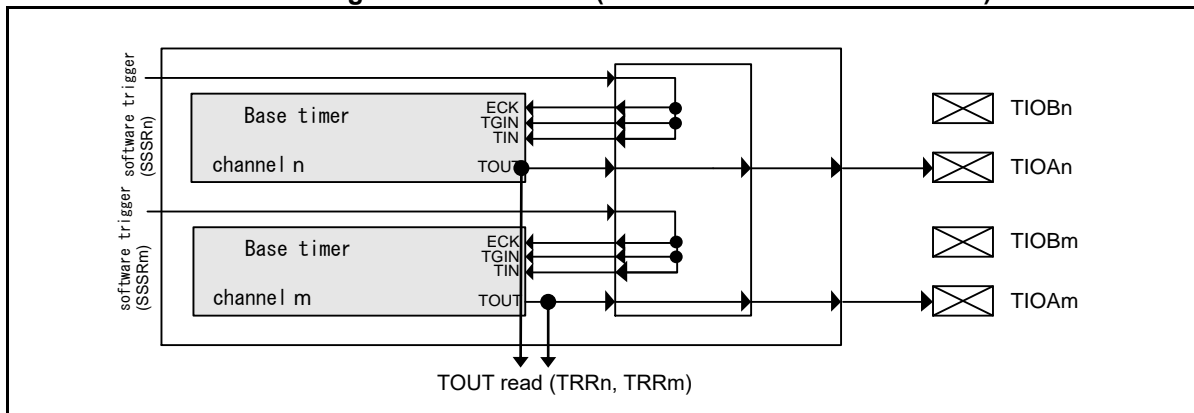 software trigger
(SSSRn)
Base timer
channel n
ECK
TGIN
TIN
TOUT
TIOBn
TIOAn
software trigger
(SSSRm)
Base timer
channel m
ECK
TGIN
TIN
TOUT
TIOBm
TIOAm
TOUT read (TRRn, TRRm)